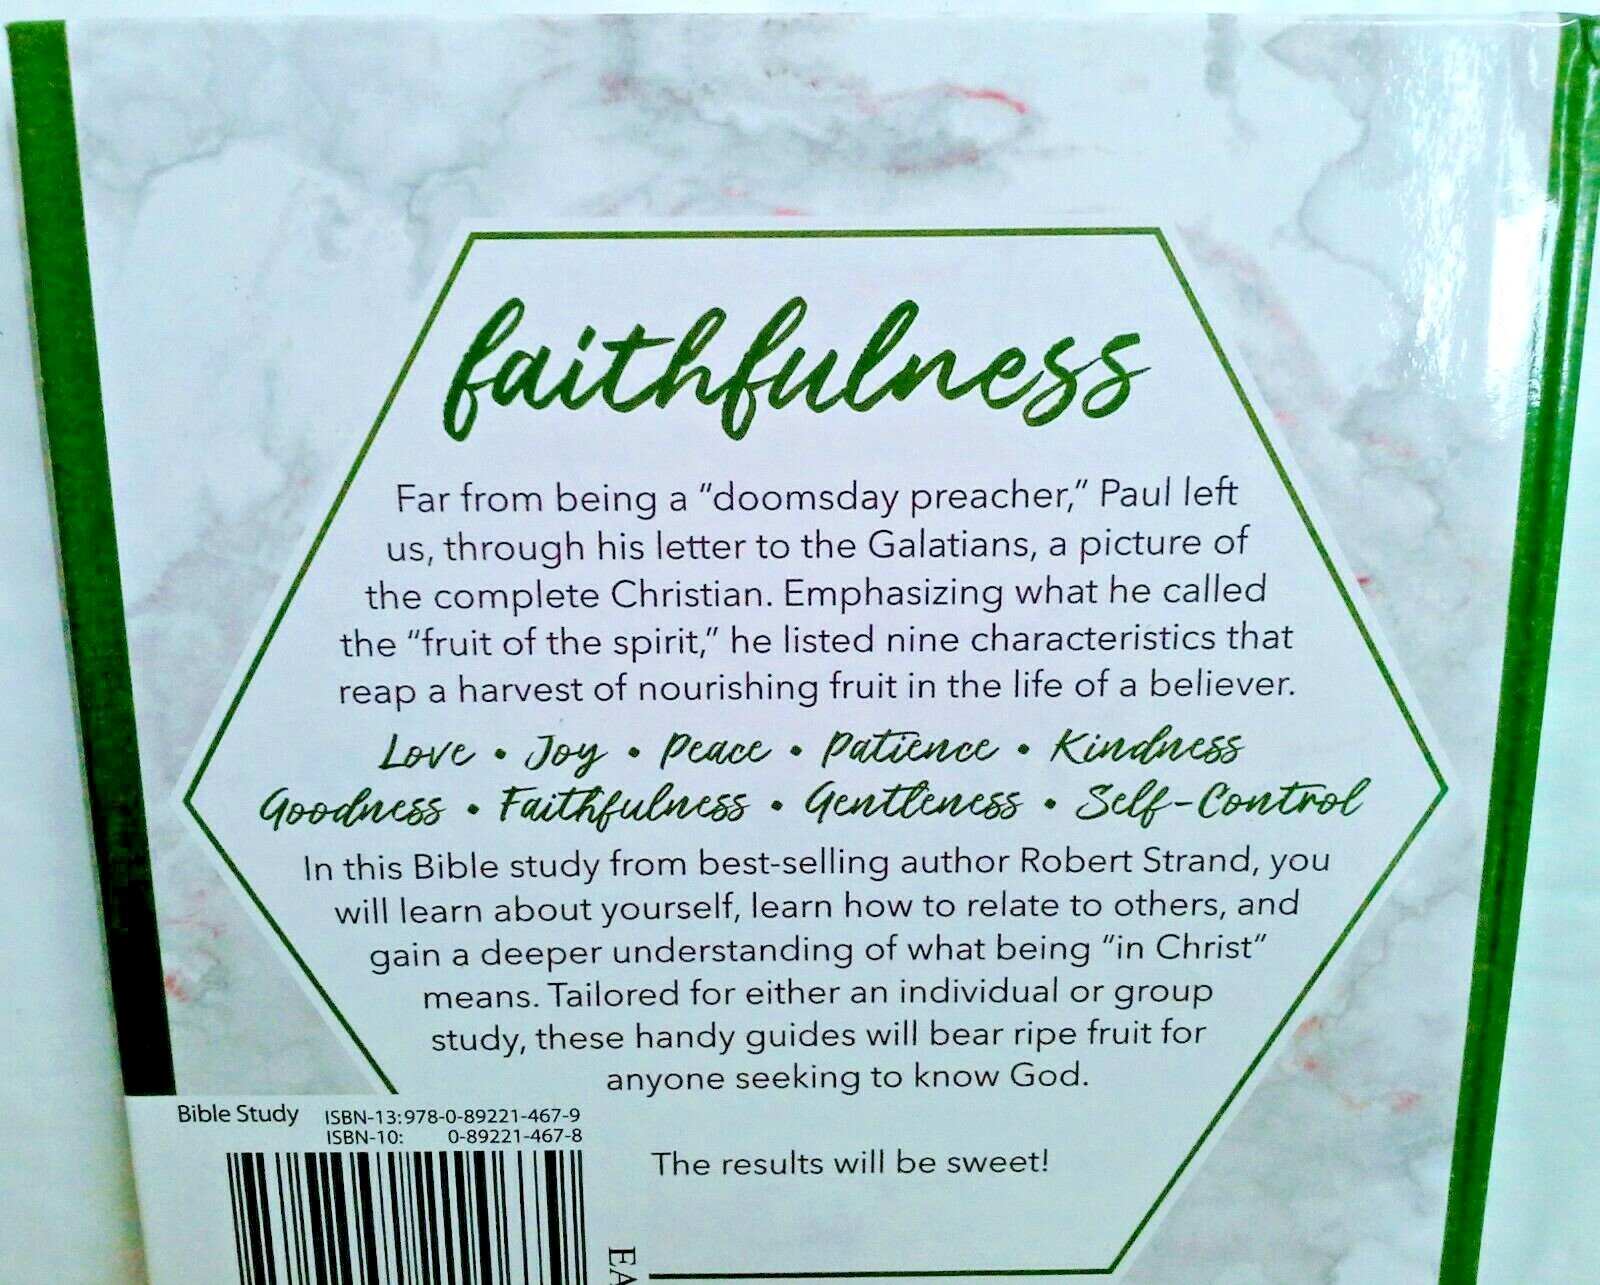 faithfulness
Far from being a “doomsday preacher,” Paul left
us, through his letter to the Galatians, a picture of
the complete Christian. Emphasizing what he called
the “fruit of the spirit,” he listed nine characteristics that
reap a harvest of nourishing fruit in the life of a believer.
Love • Joy • Peace • Patience • Kindness
Goodness • Faithfulness • Gentleness • Self-Control
In this Bible study from best-selling author Robert Strand, you
will learn about yourself, learn how to relate to others, and
gain a deeper understanding of what being “in Christ”
means. Tailored for either an individual or group
study, these handy guides will bear ripe fruit for
anyone seeking to know God.
The results will be sweet!
Bible Study ISBN-13:978-0-89221-467-9
ISBN-10: 0-89221-467-8